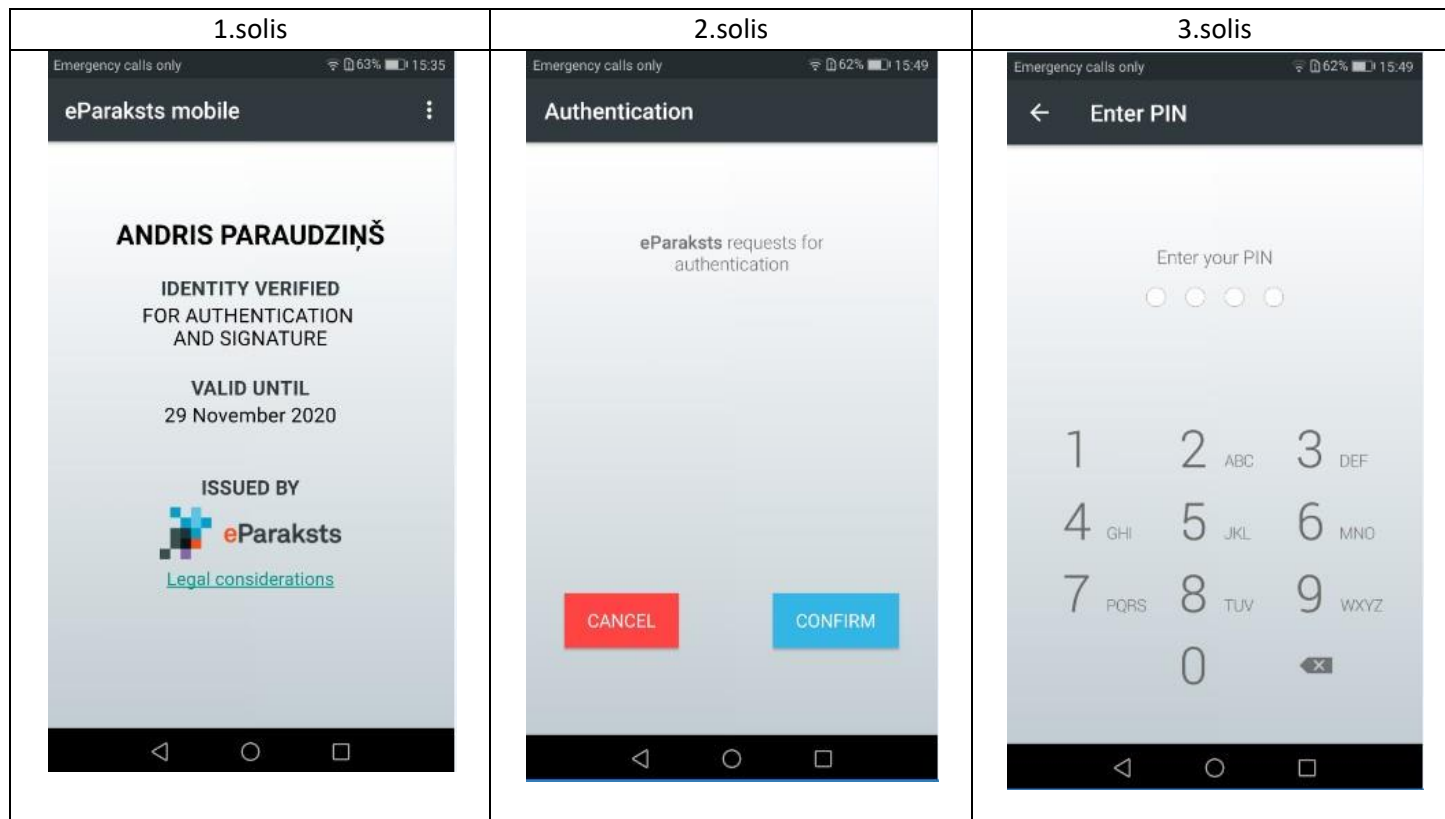 1.solis
Emergency calls only 63% 15:35
eParaksts mobile
ANDRIS PARAUDZIŅŠ
IDENTITY VERIFIED
FOR AUTHENTICATION
AND SIGNATURE
VALID UNTIL
29 November 2020
ISSUED BY
eParaksts
Legal considerations
2.solis
Emergency calls only 62% 15:49
Authentication
eParaksts requests for
authentication
CANCEL CONFIRM
3.solis
Emergency calls only 62% 15:49
Enter PIN
Enter your PIN
1 2 ABC 3 DEF
4 GHI 5 JKL 6 MNO
7 PQRS 8 TUV 9 WXYZ
0